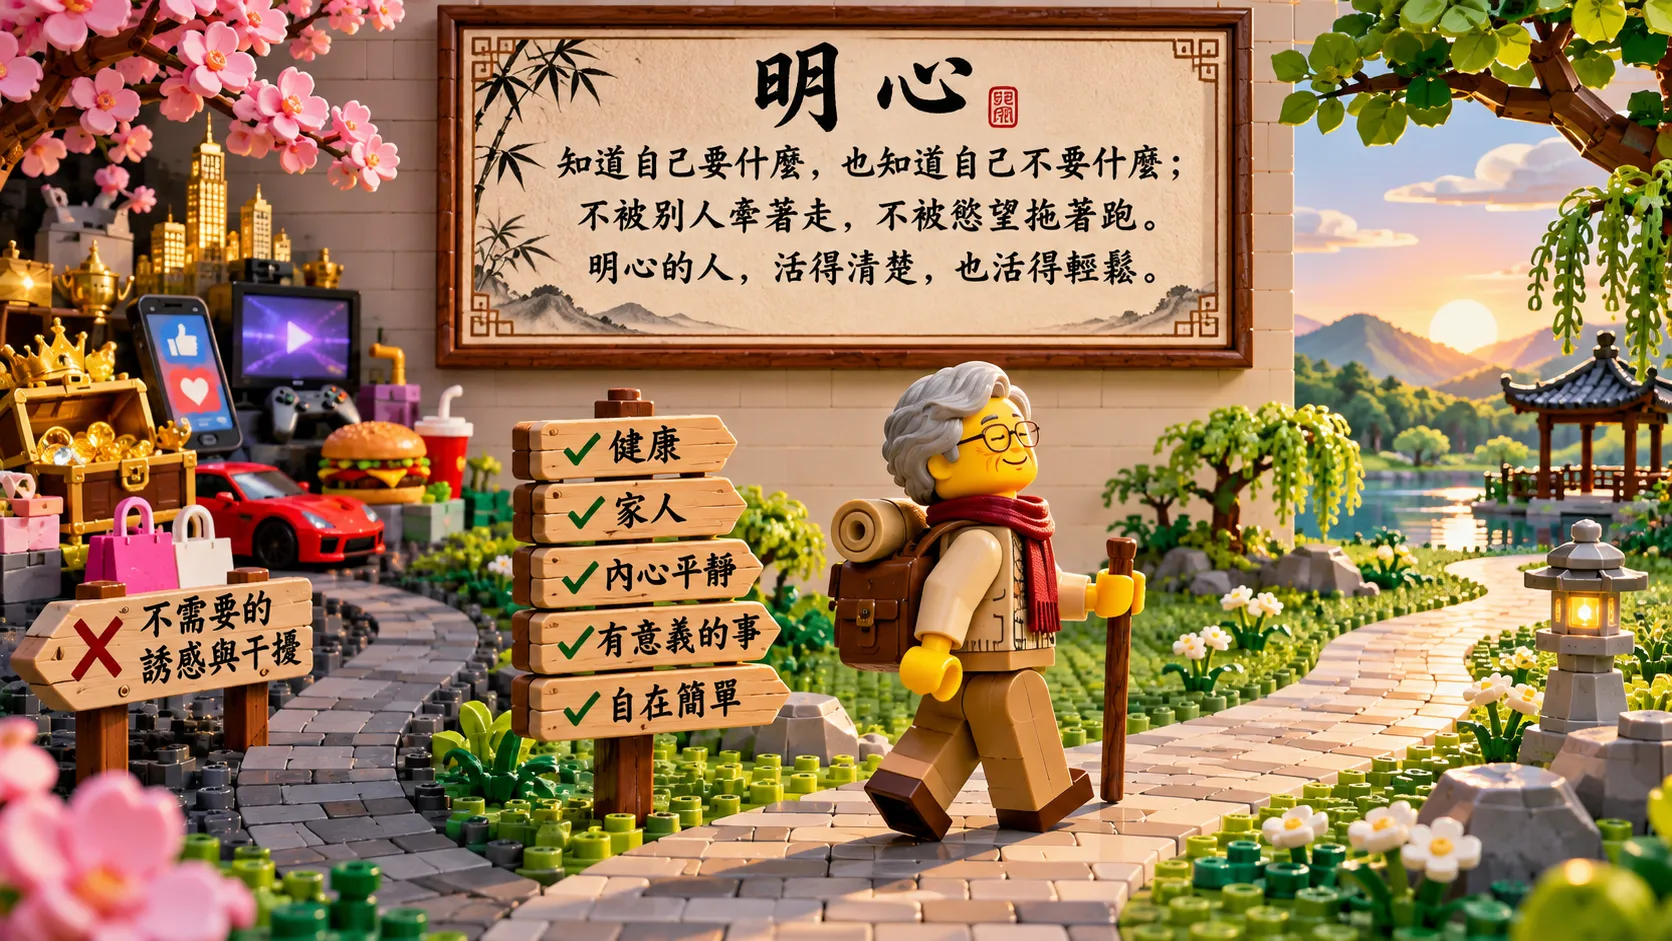 明心
知道自己要什麼，也知道自己不要什麼；
不被別人牽著走，不被慾望拖著跑。
明心的人，活得清楚，也活得輕鬆。
健康
家人
內心平靜
有意義的事
自在簡單
不需要的
誘惑與干擾